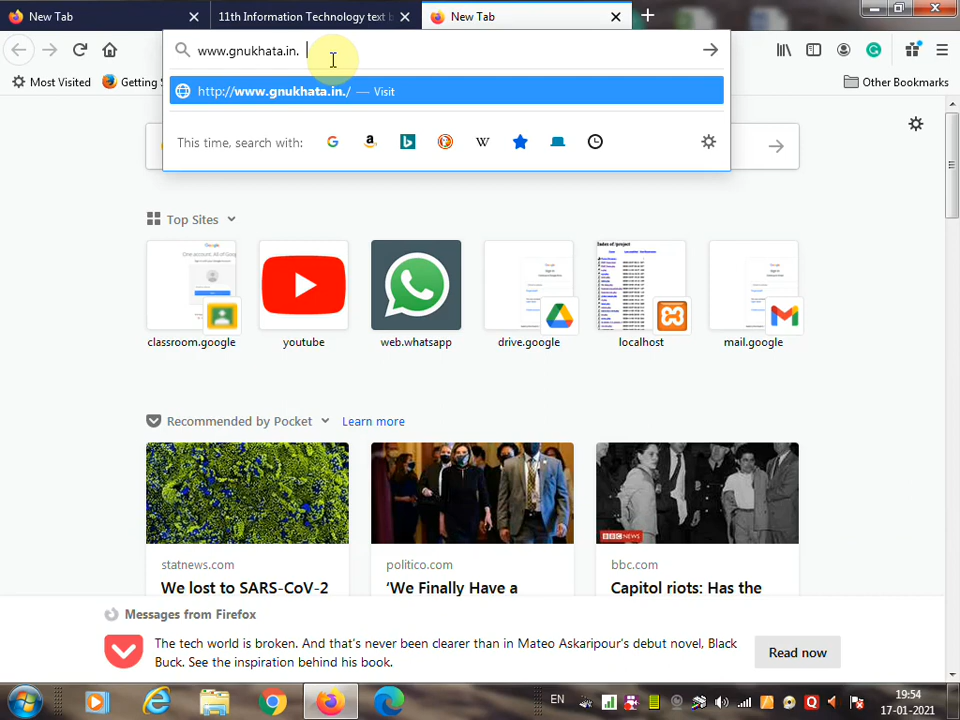 New Tab
11th Information Technology text b
New Tab
www.gnukhata.in.
Most Visited
Getting
Other Bookmarks
http://www.gnukhata.in./ — Visit
This time, search with:
Top Sites
classroom.google
youtube
web.whatsapp
drive.google
localhost
mail.google
Recommended by Pocket
Learn more
BBC NEWS
statnews.com
politico.com
bbc.com
We lost to SARS-CoV-2
‘We Finally Have a
Capitol riots: Has the
Messages from Firefox
The tech world is broken. And that's never been clearer than in Mateo Askaripour's debut novel, Black
Buck. See the inspiration behind his book.
Read now
EN
19:54
17-01-2021